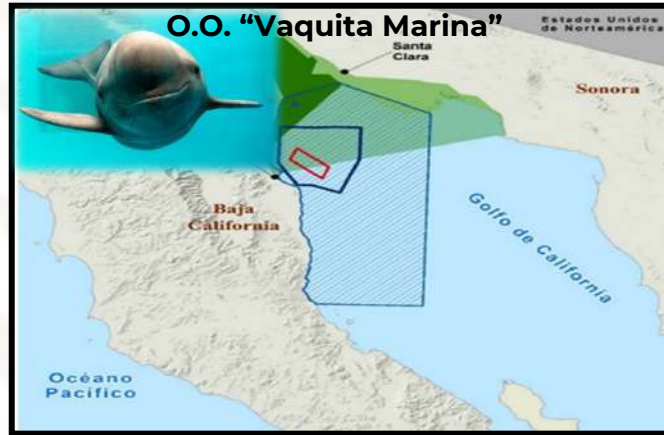 O.O. “Vaquita Marina”
Estados Unidos
de Norteamérica
Santa
Clara
Sonora
Baja
California
Golfo de California
Océano
Pacífico